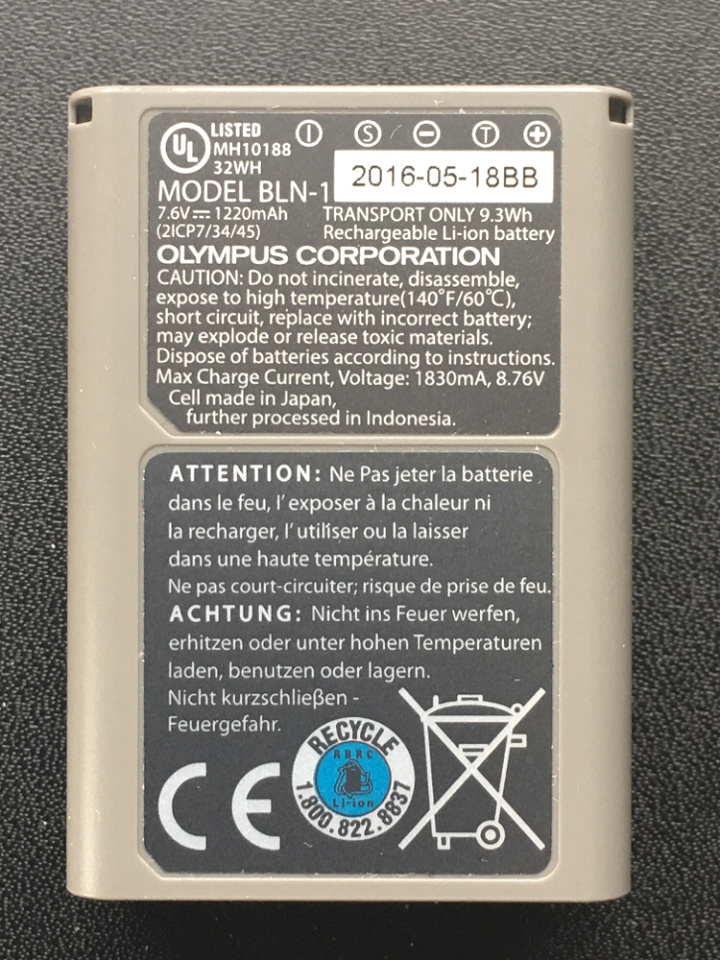 UL LISTED Ⓘ Ⓢ ⊖ Ⓣ ⊕
MH10188
32WH
2016-05-18BB
MODEL BLN-1
7.6V⎓1220mAh TRANSPORT ONLY 9.3Wh
(2ICP7/34/45) Rechargeable Li-ion battery
OLYMPUS CORPORATION
CAUTION: Do not incinerate, disassemble,
expose to high temperature(140°F/60°C),
short circuit, replace with incorrect battery;
may explode or release toxic materials.
Dispose of batteries according to instructions.
Max Charge Current, Voltage: 1830mA, 8.76V
Cell made in Japan,
further processed in Indonesia.
ATTENTION: Ne Pas jeter la batterie
dans le feu, l'exposer à la chaleur ni
la recharger, l'utiliser ou la laisser
dans une haute température.
Ne pas court-circuiter; risque de prise de feu.
ACHTUNG: Nicht ins Feuer werfen,
erhitzen oder unter hohen Temperaturen
laden, benutzen oder lagern.
Nicht kurzschließen -
Feuergefahr.
CE
RECYCLE
RBRC
Li-ion
1.800.822.8837